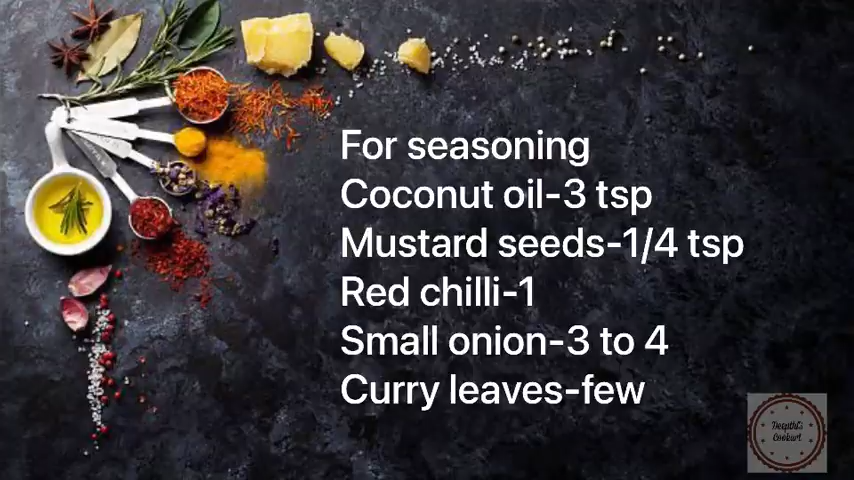 For seasoning
Coconut oil-3 tsp
Mustard seeds-1/4 tsp
Red chilli-1
Small onion-3 to 4
Curry leaves-few
Deepthi's